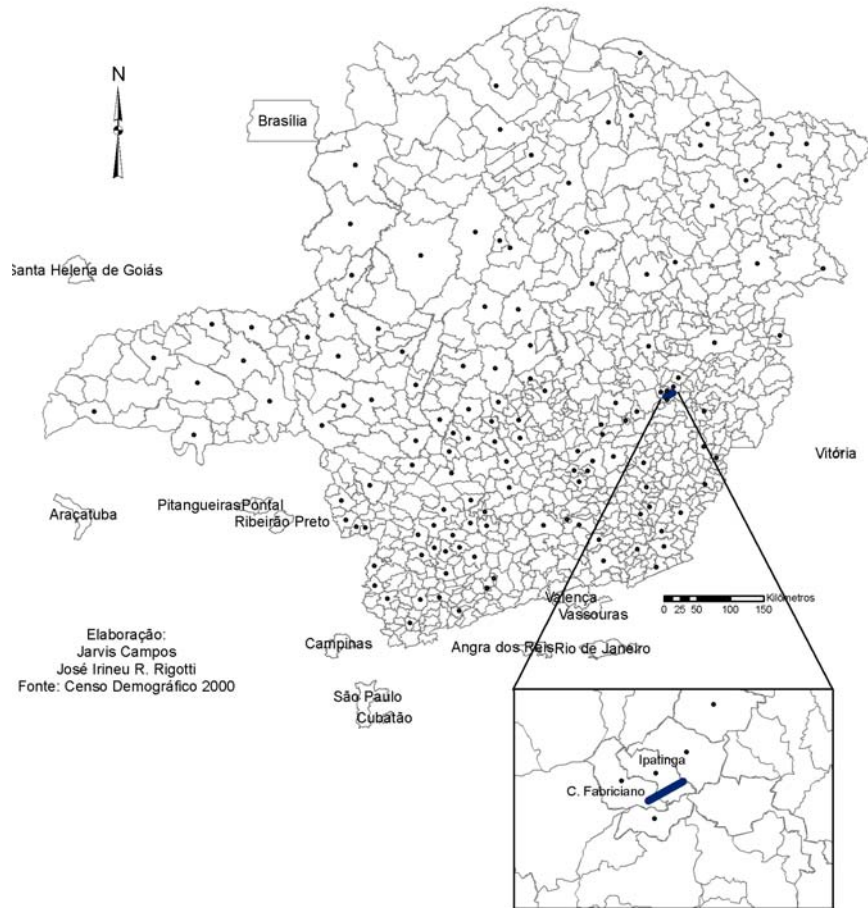 N
Brasília
Santa Helena de Goiás
Vitória
Araçatuba
Pitangueiras
Pontal
Ribeirão Preto
Valença
Vassouras
0 25 50 100 150
Kilômetros
Campinas
Angra dos Reis
Rio de Janeiro
São Paulo
Cubatão
Elaboração:
Jarvis Campos
José Irineu R. Rigotti
Fonte: Censo Demográfico 2000
Ipatinga
C. Fabriciano